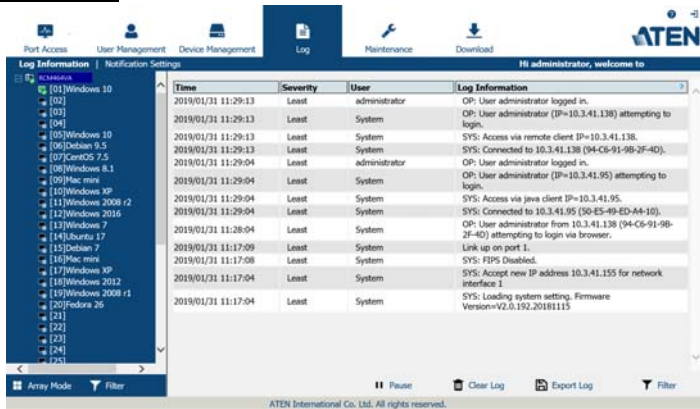 Port Access
User Management
Device Management
Log
Maintenance
Download
ATEN
Log Information | Notification Settings
Hi administrator, welcome to
[01]Windows 10
[02]
[03]
[04]
[05]Windows 10
[06]Debian 9.5
[07]CentOS 7.5
[08]Windows 8.1
[09]Mac mini
[10]Windows XP
[11]Windows 2008 r2
[12]Windows 2016
[13]Windows 7
[14]Ubuntu 17
[15]Debian 7
[16]Mac mini
[17]Windows XP
[18]Windows 2012
[19]Windows 2008 r1
[20]Fedora 26
[21]
[22]
[23]
[24]
[25]
Array Mode
Filter
Time Severity User Log Information
2019/01/31 11:29:13 Least administrator OP: User administrator logged in.
2019/01/31 11:29:13 Least System OP: User administrator (IP=10.3.41.138) attempting to
login.
2019/01/31 11:29:13 Least System SYS: Access via remote client IP=10.3.41.138.
2019/01/31 11:29:13 Least System SYS: Connected to 10.3.41.138 (94-C6-91-9B-2F-4D).
2019/01/31 11:29:04 Least administrator OP: User administrator logged in.
2019/01/31 11:29:04 Least System OP: User administrator (IP=10.3.41.95) attempting to
login.
2019/01/31 11:29:04 Least System SYS: Access via java client IP=10.3.41.95.
2019/01/31 11:29:04 Least System SYS: Connected to 10.3.41.95 (50-E5-49-ED-A4-10).
2019/01/31 11:28:04 Least System OP: User administrator from 10.3.41.138 (94-C6-91-9B-
2F-4D) attempting to login via browser.
2019/01/31 11:17:09 Least System Link up on port 1.
2019/01/31 11:17:08 Least System SYS: FIPS Disabled.
2019/01/31 11:17:04 Least System SYS: Accept new IP address 10.3.41.155 for network
interface 1
2019/01/31 11:17:04 Least System SYS: Loading system setting. Firmware
Version=V2.0.192.20181115
Pause
Clear Log
Export Log
Filter
ATEN International Co. Ltd. All rights reserved.